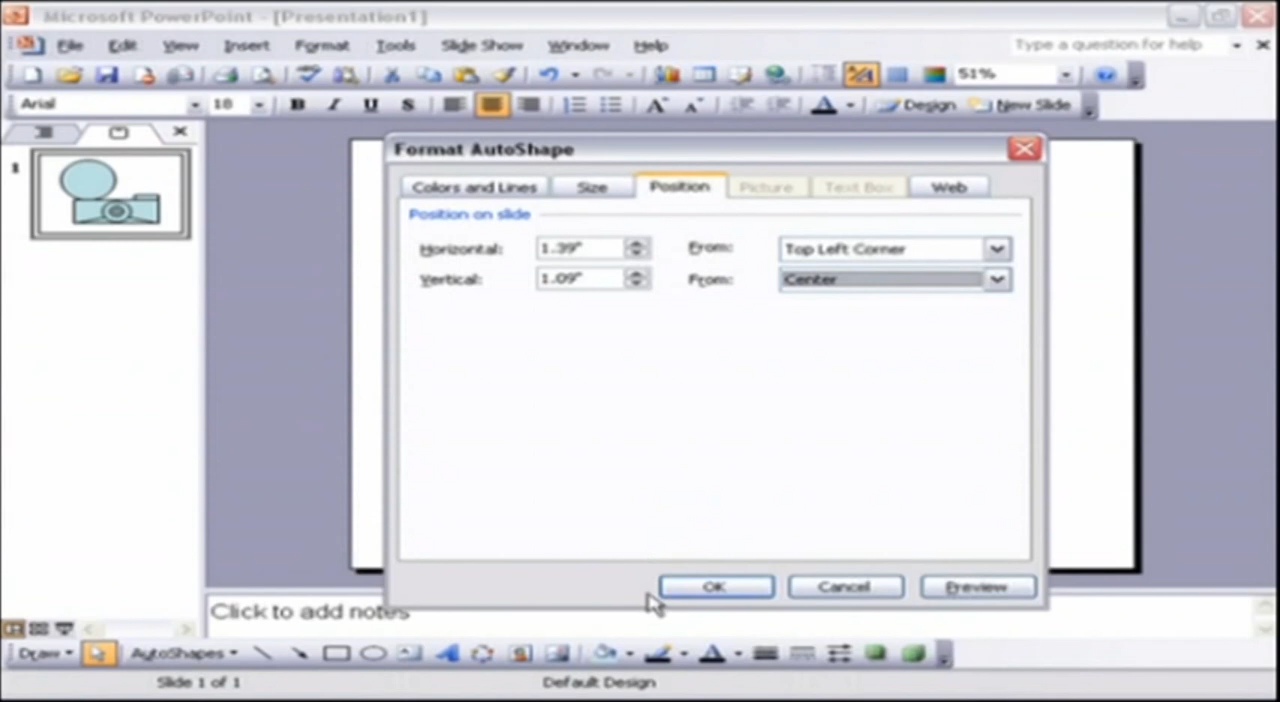 Microsoft PowerPoint - [Presentation1]
File Edit View Insert Format Tools Slide Show Window Help Type a question for help
51%
Arial 18 B I U S A A A Design New Slide
1
Format AutoShape
Colors and Lines Size Position Picture Text Box Web
Position on slide
Horizontal: 1.39" From: Top Left Corner
Vertical: 1.09" From: Center
OK Cancel Preview
Click to add notes
Draw AutoShapes A
Slide 1 of 1 Default Design